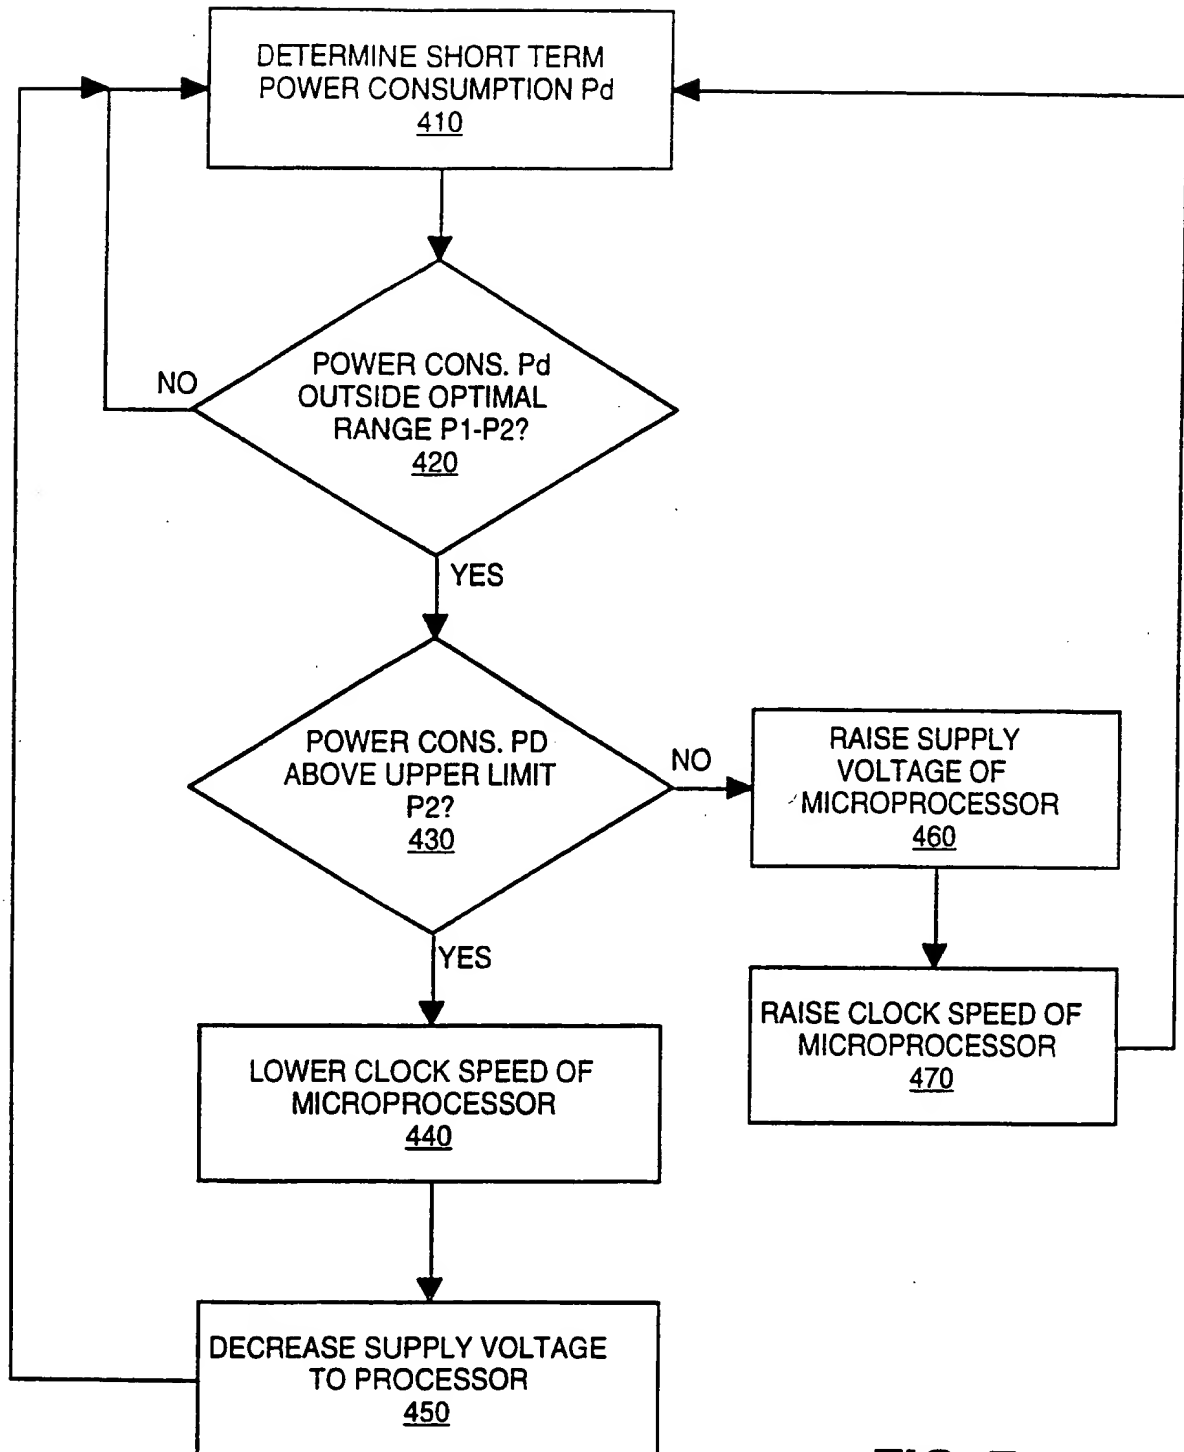 DETERMINE SHORT TERM
POWER CONSUMPTION Pd
410
POWER CONS. Pd
OUTSIDE OPTIMAL
RANGE P1-P2?
420
NO
YES
POWER CONS. PD
ABOVE UPPER LIMIT
P2?
430
NO
RAISE SUPPLY
VOLTAGE OF
MICROPROCESSOR
460
YES
RAISE CLOCK SPEED OF
MICROPROCESSOR
470
LOWER CLOCK SPEED OF
MICROPROCESSOR
440
DECREASE SUPPLY VOLTAGE
TO PROCESSOR
450